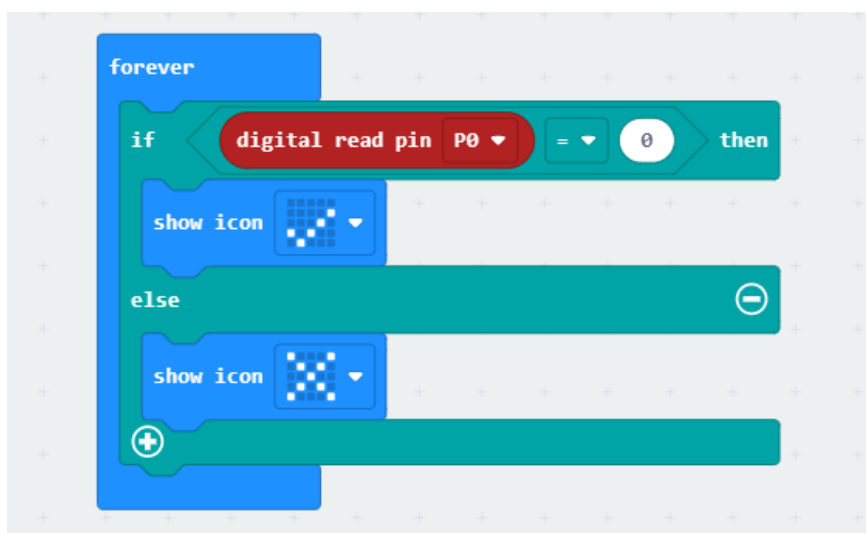 forever
if digital read pin P0 = 0 then
show icon
else
show icon